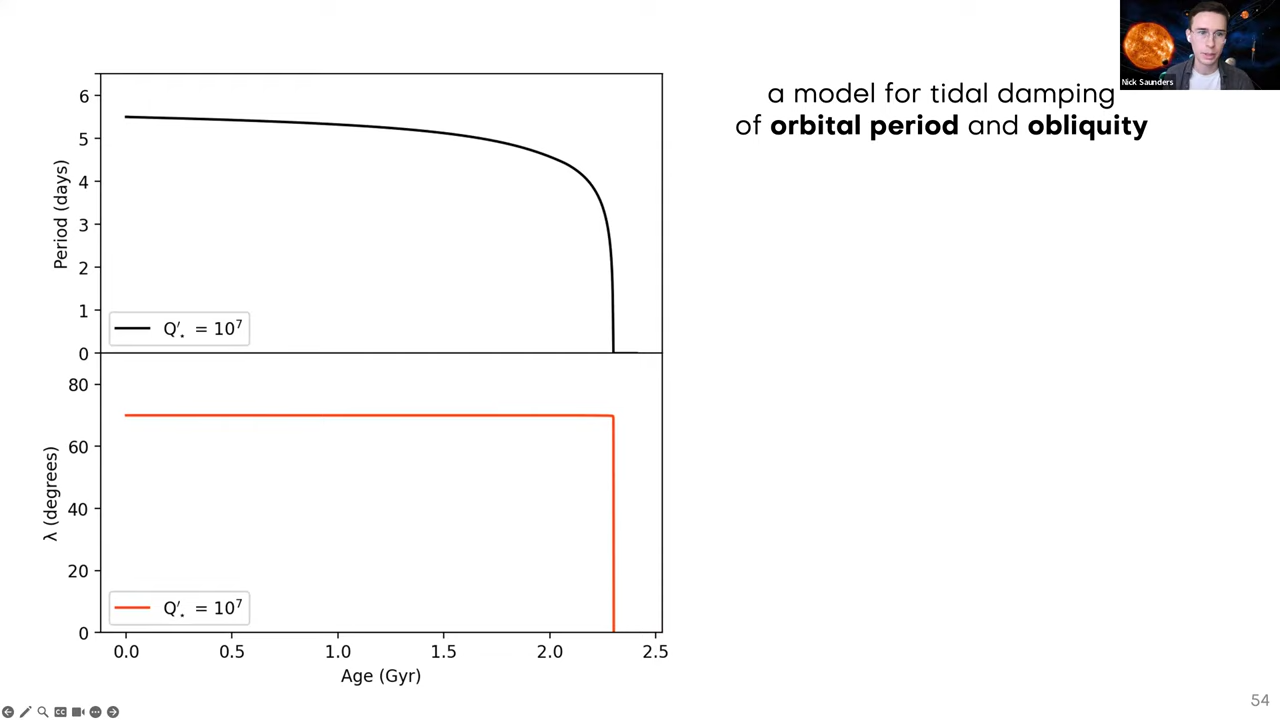 a model for tidal damping
of orbital period and obliquity
Nick Saunders
6
5
4
3
2
1
0
Period (days)
Q′⋆ = 10⁷
80
60
40
20
0
λ (degrees)
Q′⋆ = 10⁷
0.0 0.5 1.0 1.5 2.0 2.5
Age (Gyr)
CC
54